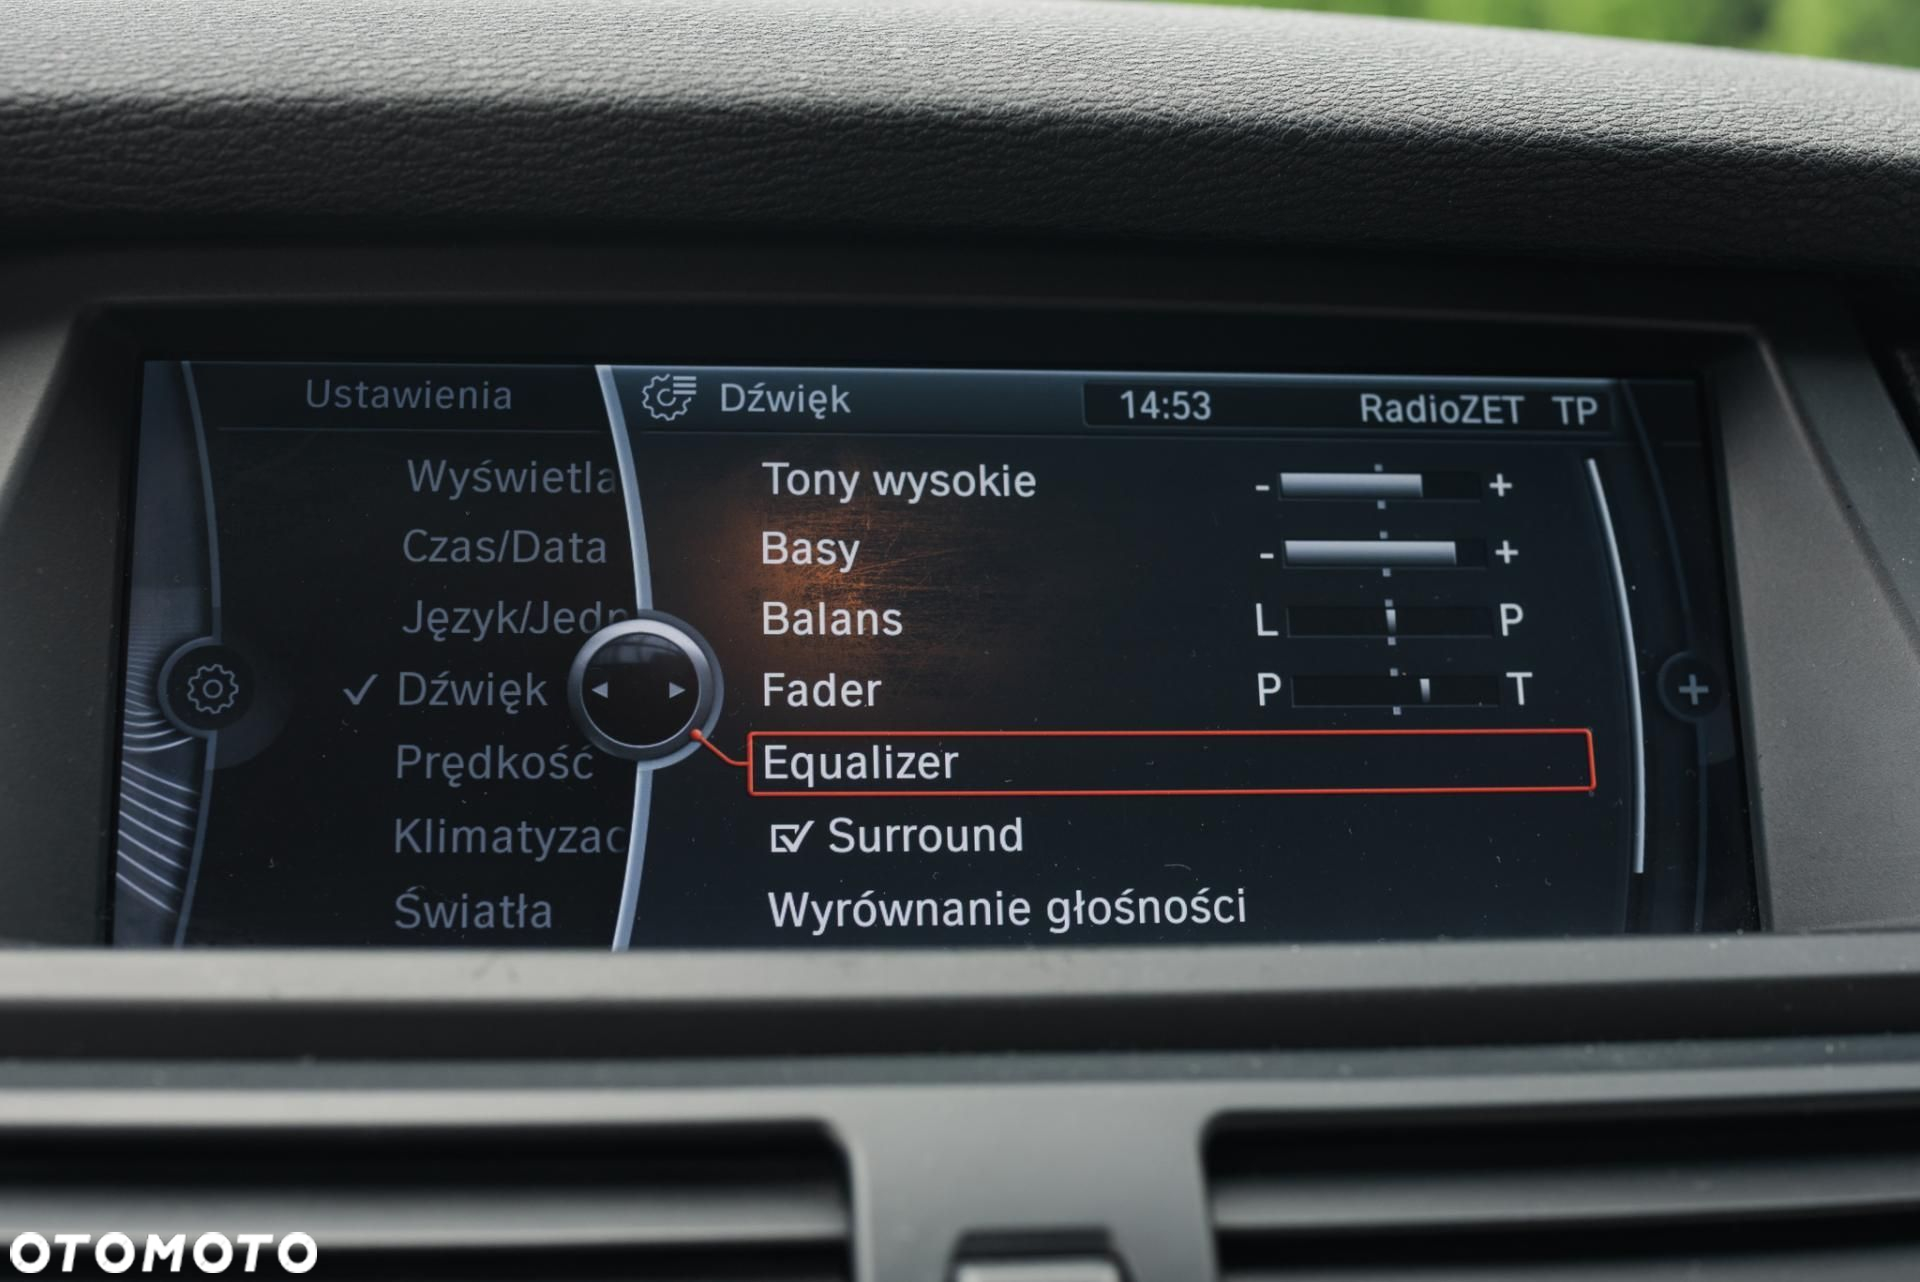 Ustawienia
Dźwięk
14:53
RadioZET TP
Wyświetla
Czas/Data
Język/Jedn
Dźwięk
Prędkość
Klimatyzac
Światła
Tony wysokie - +
Basy - +
Balans L P
Fader P T
Equalizer
Surround
Wyrównanie głośności
OTOMOTO